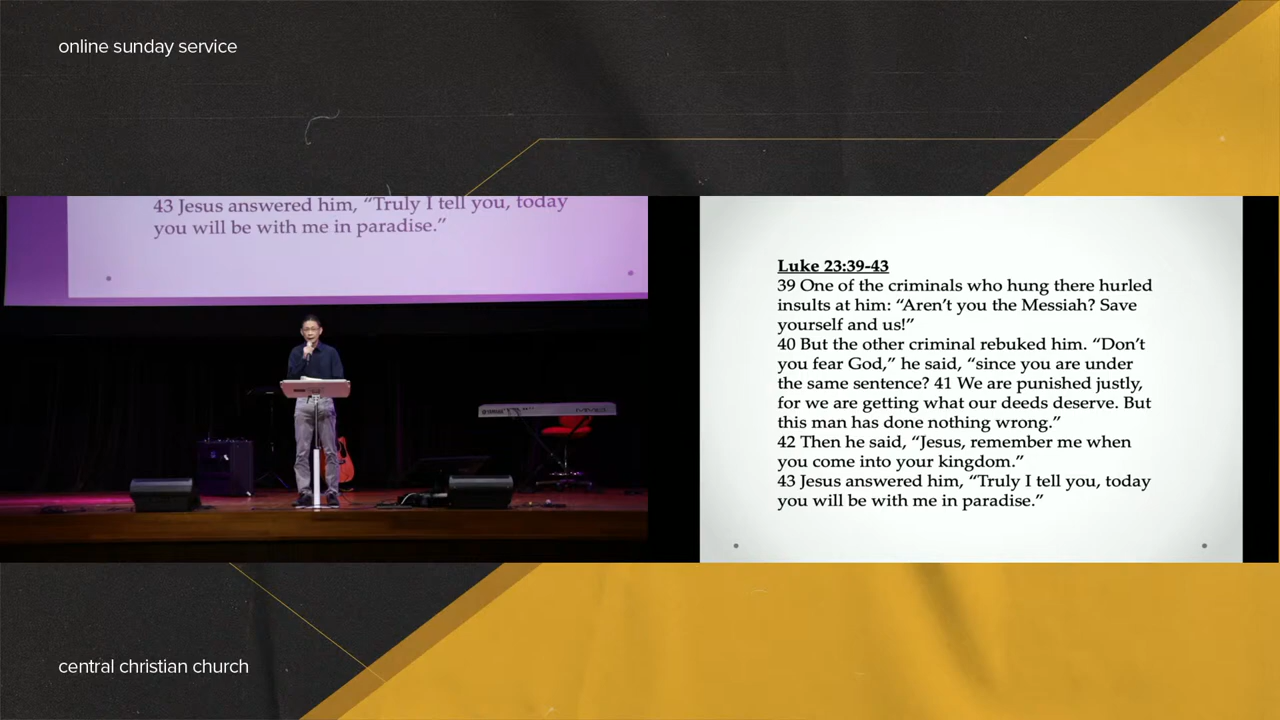 online sunday service
43 Jesus answered him, “Truly I tell you, today
you will be with me in paradise.”
Luke 23:39-43
39 One of the criminals who hung there hurled
insults at him: “Aren’t you the Messiah? Save
yourself and us!”
40 But the other criminal rebuked him. “Don’t
you fear God,” he said, “since you are under
the same sentence? 41 We are punished justly,
for we are getting what our deeds deserve. But
this man has done nothing wrong.”
42 Then he said, “Jesus, remember me when
you come into your kingdom.”
43 Jesus answered him, “Truly I tell you, today
you will be with me in paradise.”
central christian church